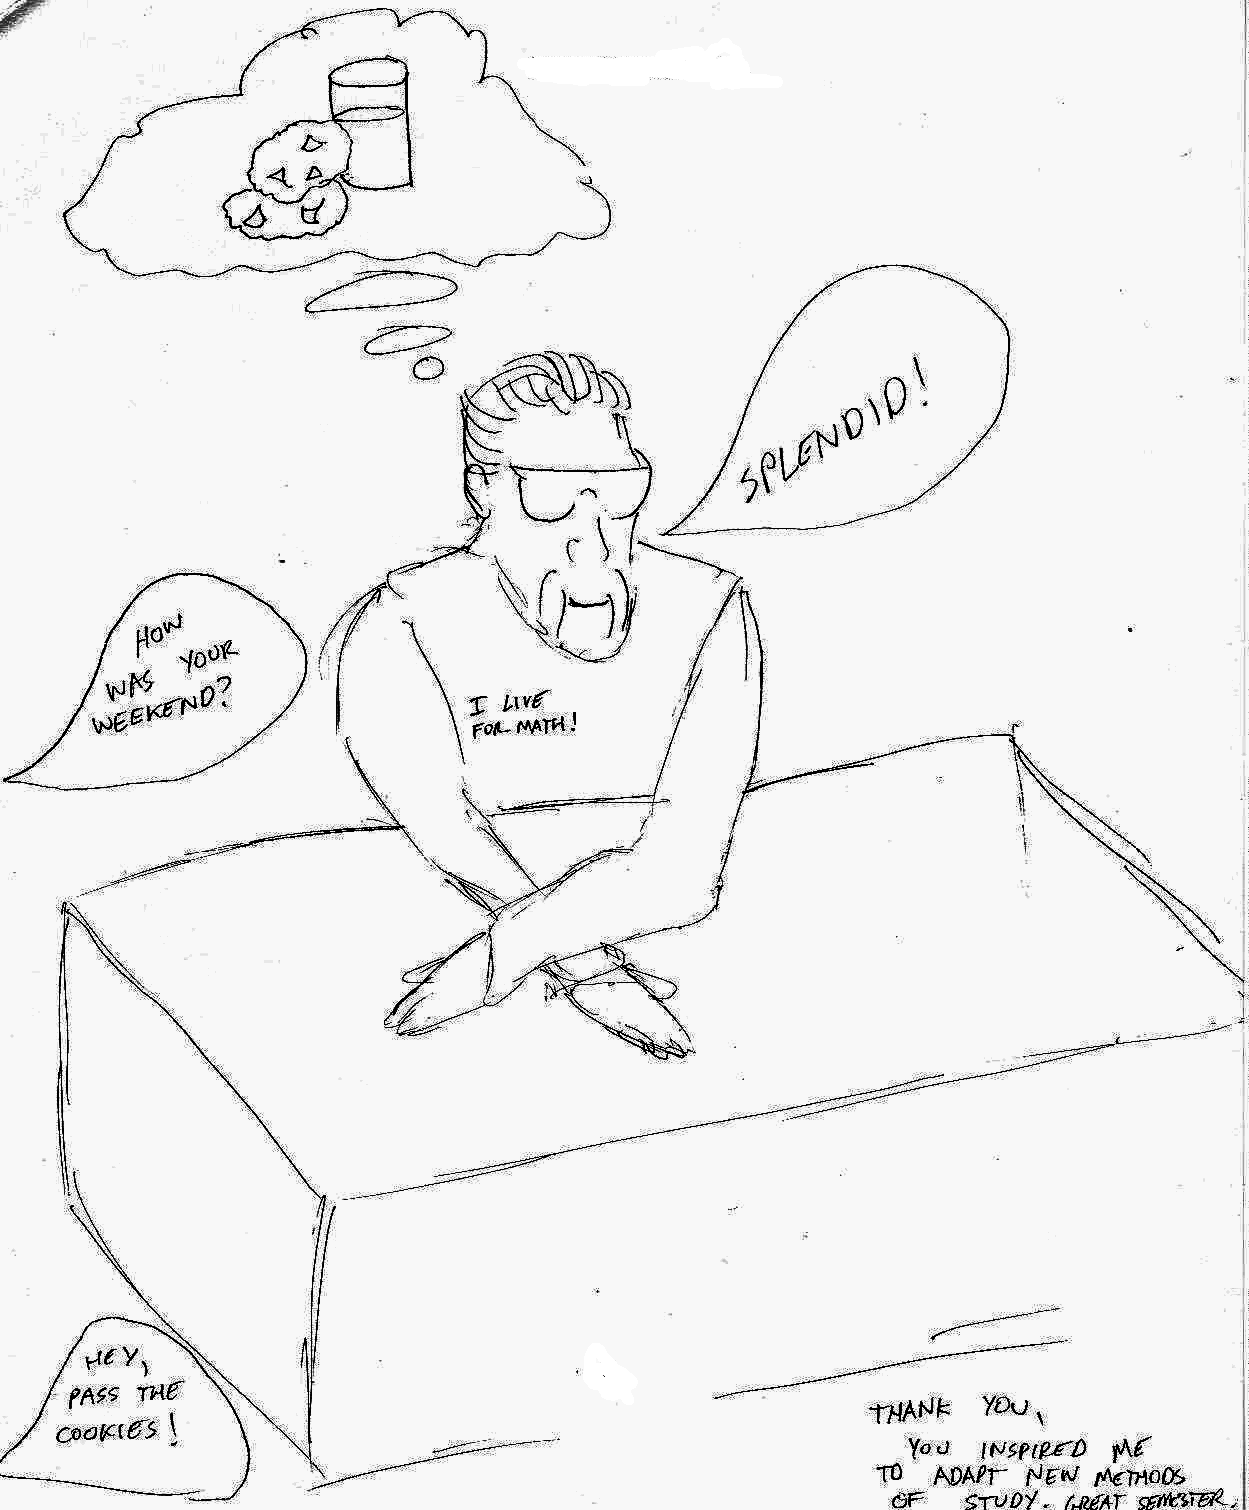 SPLENDID!
HOW
WAS YOUR
WEEKEND?
I LIVE
FOR MATH!
HEY,
PASS THE
COOKIES!
THANK YOU,
YOU INSPIRED ME
TO ADAPT NEW METHODS
OF STUDY. GREAT SEMESTER.